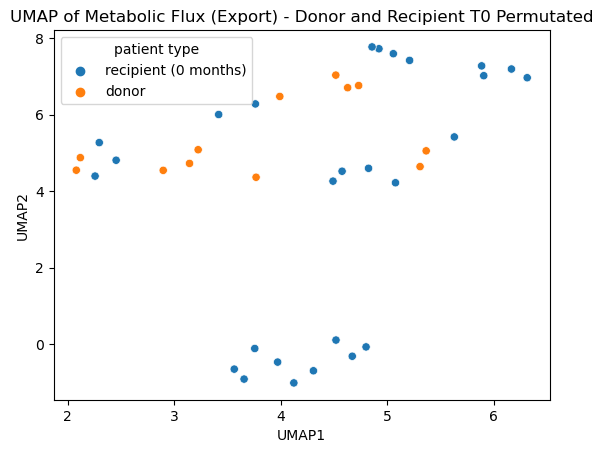 UMAP of Metabolic Flux (Export) - Donor and Recipient T0 Permutated
patient type
recipient (0 months)
donor
8
6
4
2
0
UMAP2
2
3
4
5
6
UMAP1